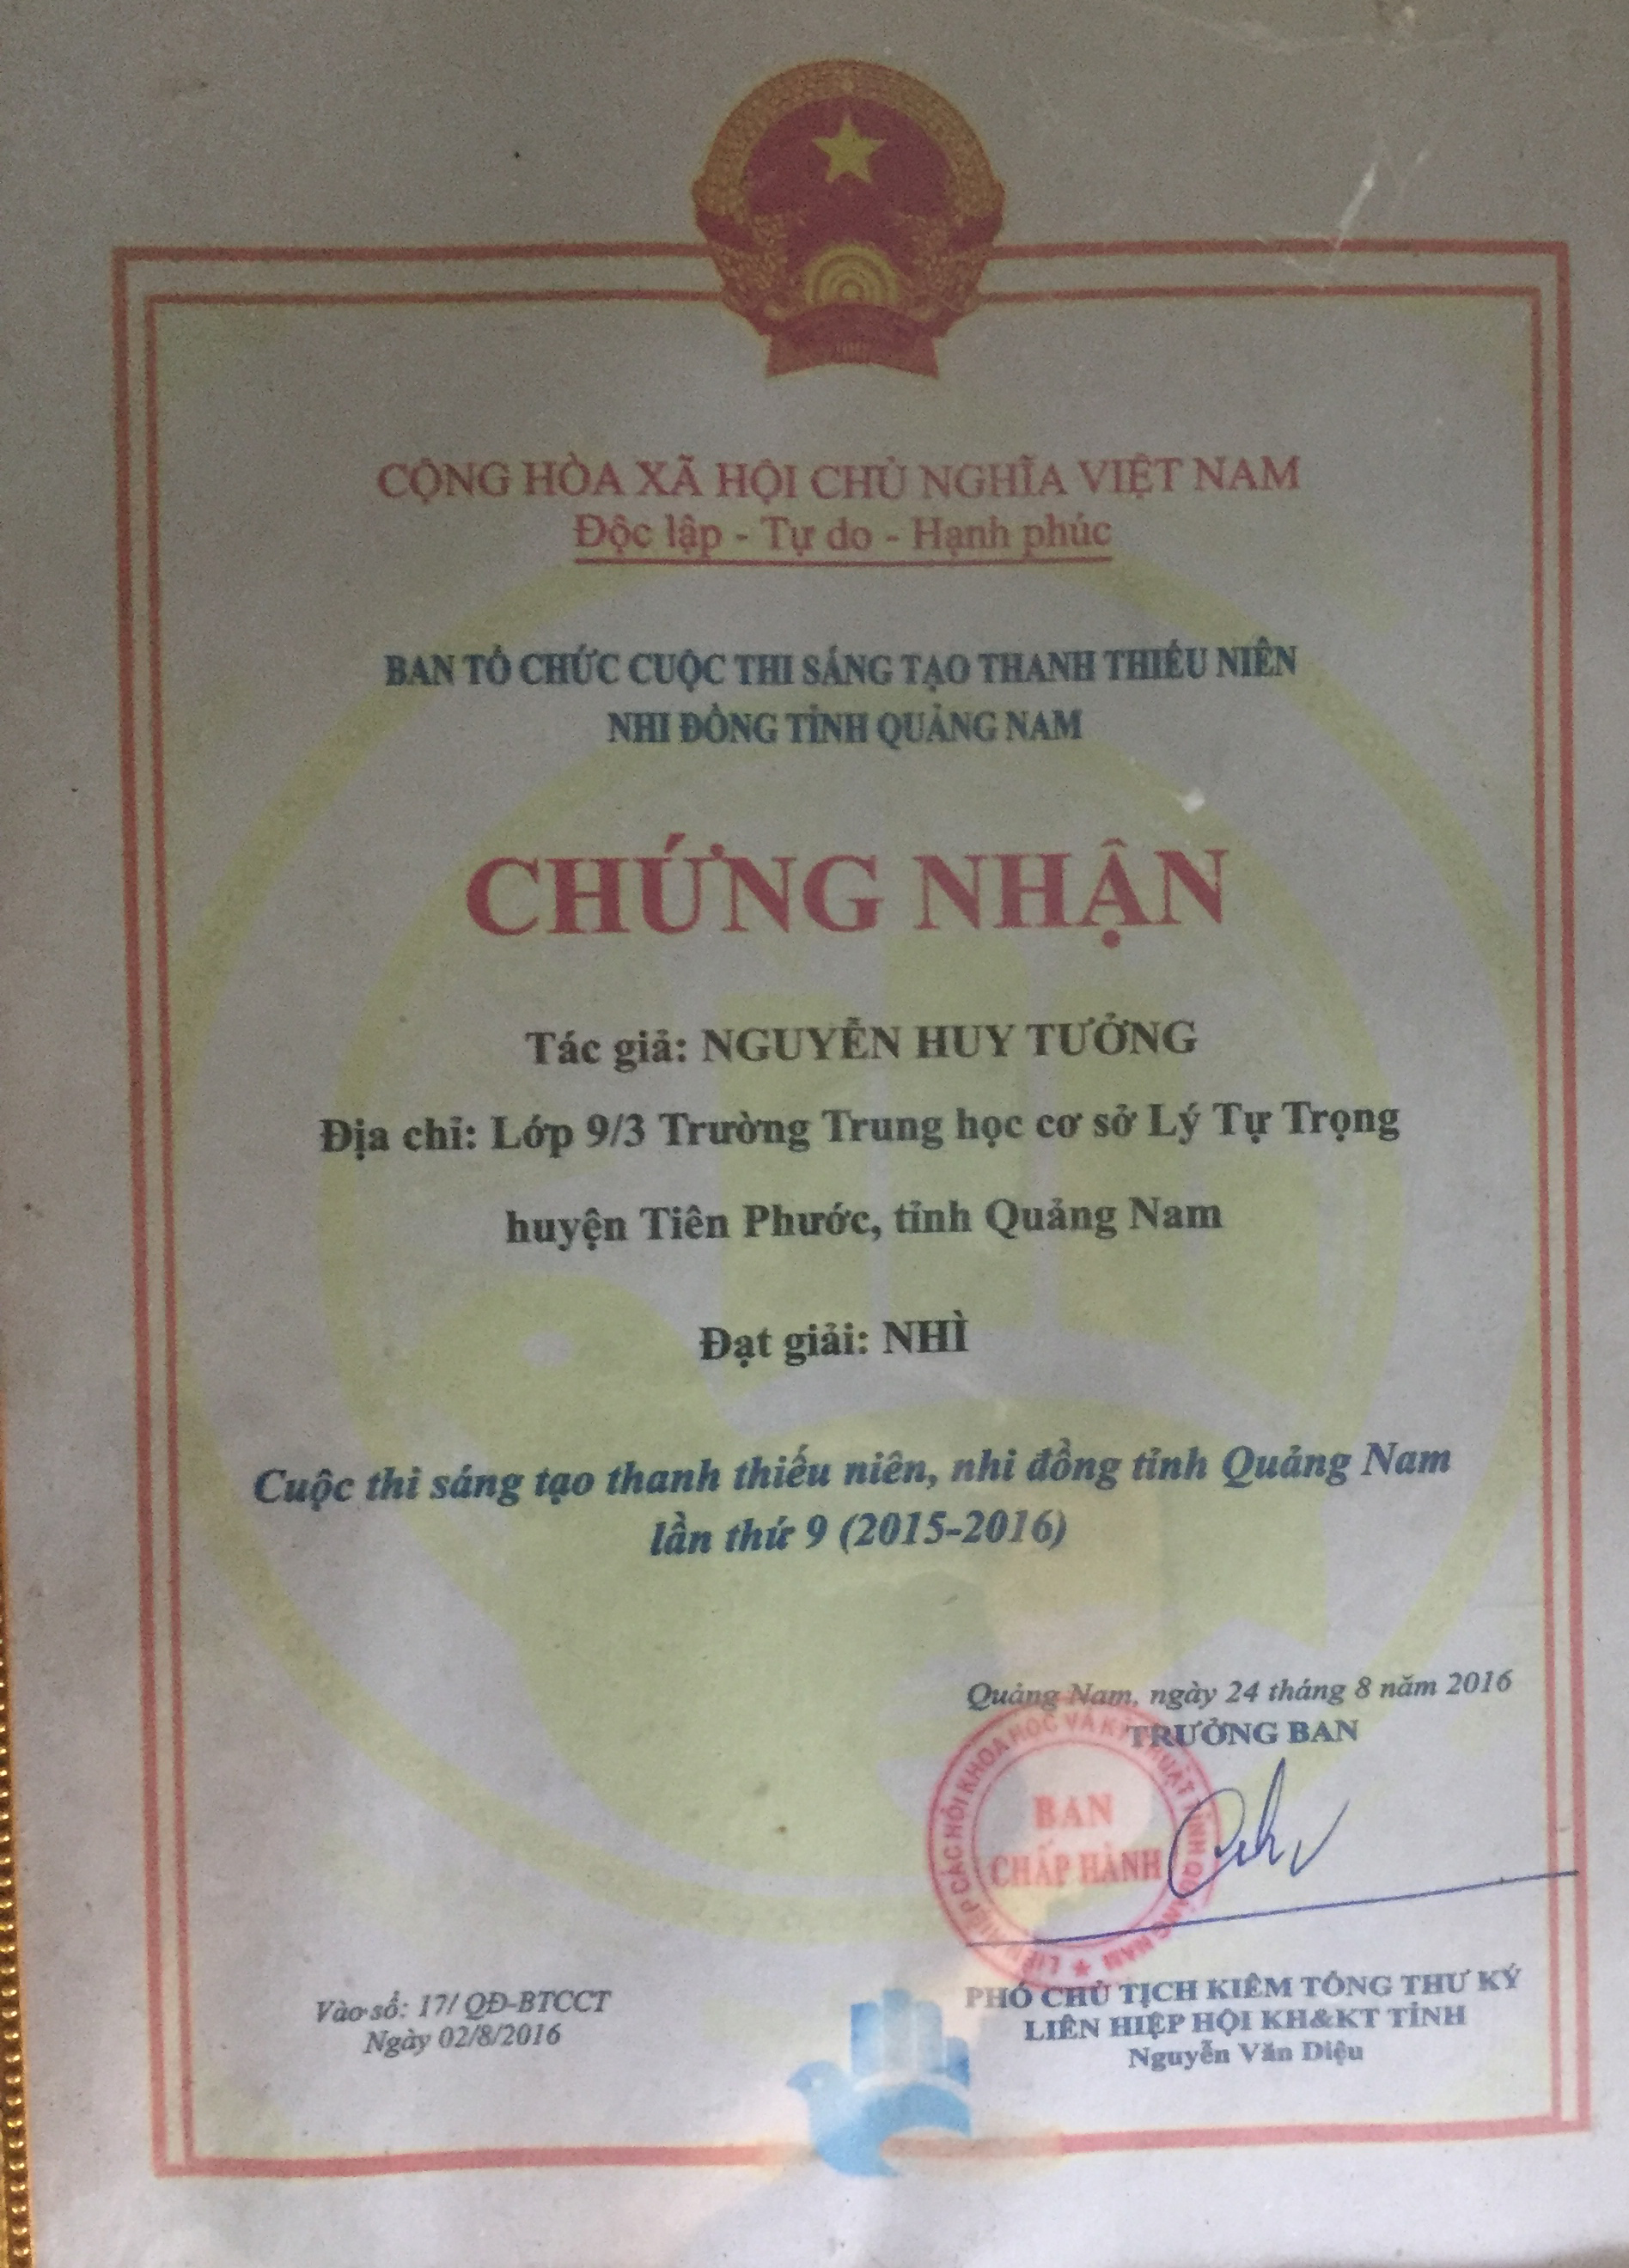 CỘNG HÒA XÃ HỘI CHỦ NGHĨA VIỆT NAM
Độc lập - Tự do - Hạnh phúc
BAN TỔ CHỨC CUỘC THI SÁNG TẠO THANH THIẾU NIÊN
NHI ĐỒNG TỈNH QUẢNG NAM
CHỨNG NHẬN
Tác giả: NGUYỄN HUY TƯỞNG
Địa chỉ: Lớp 9/3 Trường Trung học cơ sở Lý Tự Trọng
huyện Tiên Phước, tỉnh Quảng Nam
Đạt giải: NHÌ
Cuộc thi sáng tạo thanh thiếu niên, nhi đồng tỉnh Quảng Nam
lần thứ 9 (2015-2016)
Quảng Nam, ngày 24 tháng 8 năm 2016
TRƯỞNG BAN
LIÊN HIỆP CÁC HỘI KHOA HỌC VÀ KỸ THUẬT TỈNH QUẢNG NAM
BAN
CHẤP HÀNH
Vào sổ: 17/ QĐ-BTCCT
Ngày 02/8/2016
PHÓ CHỦ TỊCH KIÊM TỔNG THƯ KÝ
LIÊN HIỆP HỘI KH&KT TỈNH
Nguyễn Văn Diệu